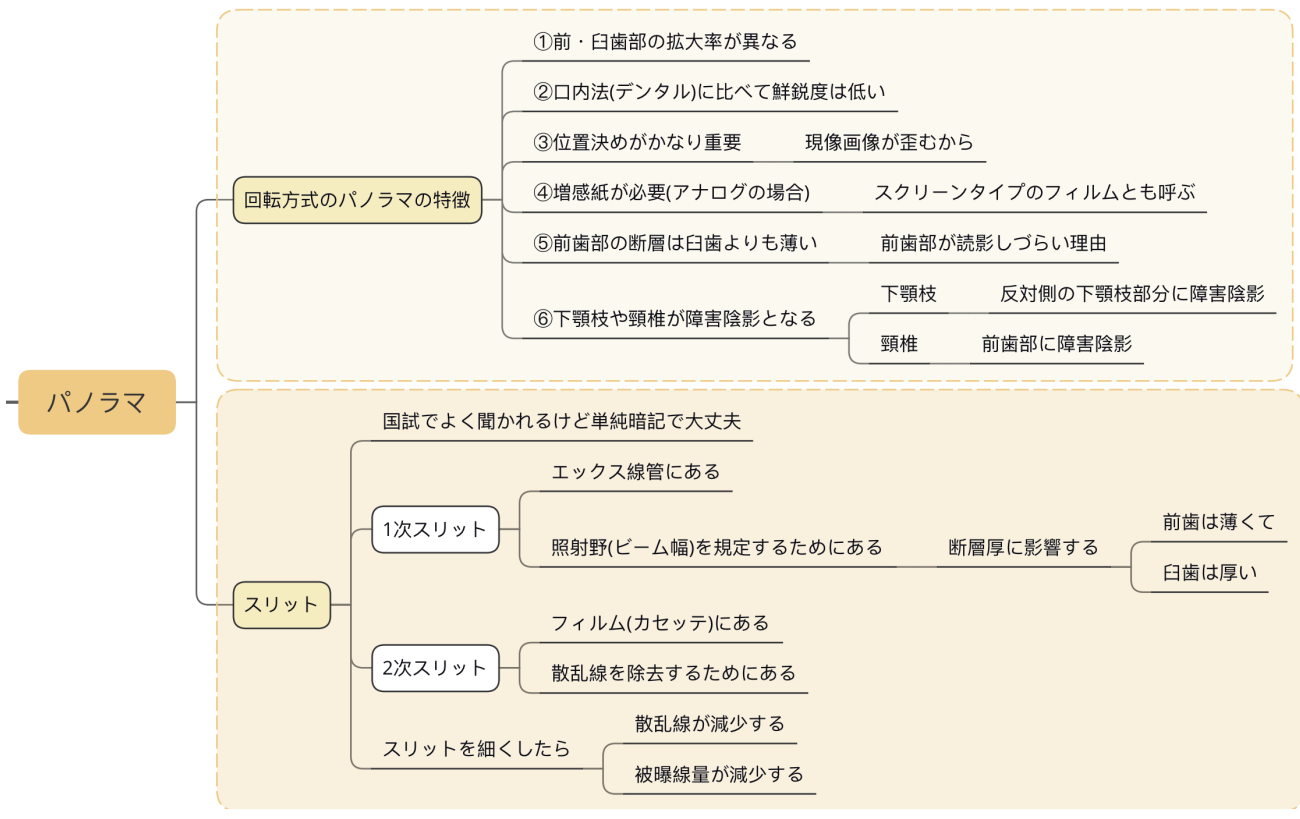 パノラマ
回転方式のパノラマの特徴
①前・臼歯部の拡大率が異なる
②口内法(デンタル)に比べて鮮鋭度は低い
③位置決めがかなり重要
現像画像が歪むから
④増感紙が必要(アナログの場合)
スクリーンタイプのフィルムとも呼ぶ
⑤前歯部の断層は臼歯よりも薄い
前歯部が読影しづらい理由
⑥下顎枝や頸椎が障害陰影となる
下顎枝
反対側の下顎枝部分に障害陰影
頸椎
前歯部に障害陰影
スリット
国試でよく聞かれるけど単純暗記で大丈夫
1次スリット
エックス線管にある
照射野(ビーム幅)を規定するためにある
断層厚に影響する
前歯は薄くて
臼歯は厚い
2次スリット
フィルム(カセッテ)にある
散乱線を除去するためにある
スリットを細くしたら
散乱線が減少する
被曝線量が減少する